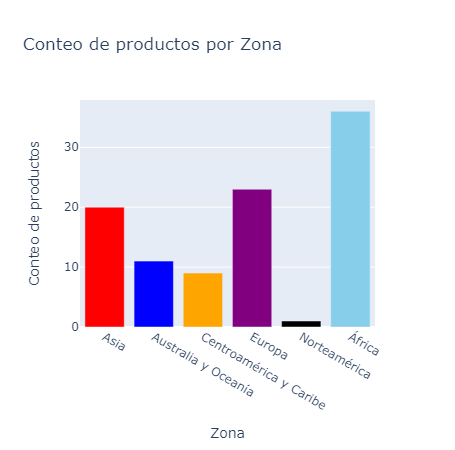 Conteo de productos por Zona
Conteo de productos
30
20
10
0
Asia
Australia y Oceanía
Centroamérica y Caribe
Europa
Norteamérica
África
Zona